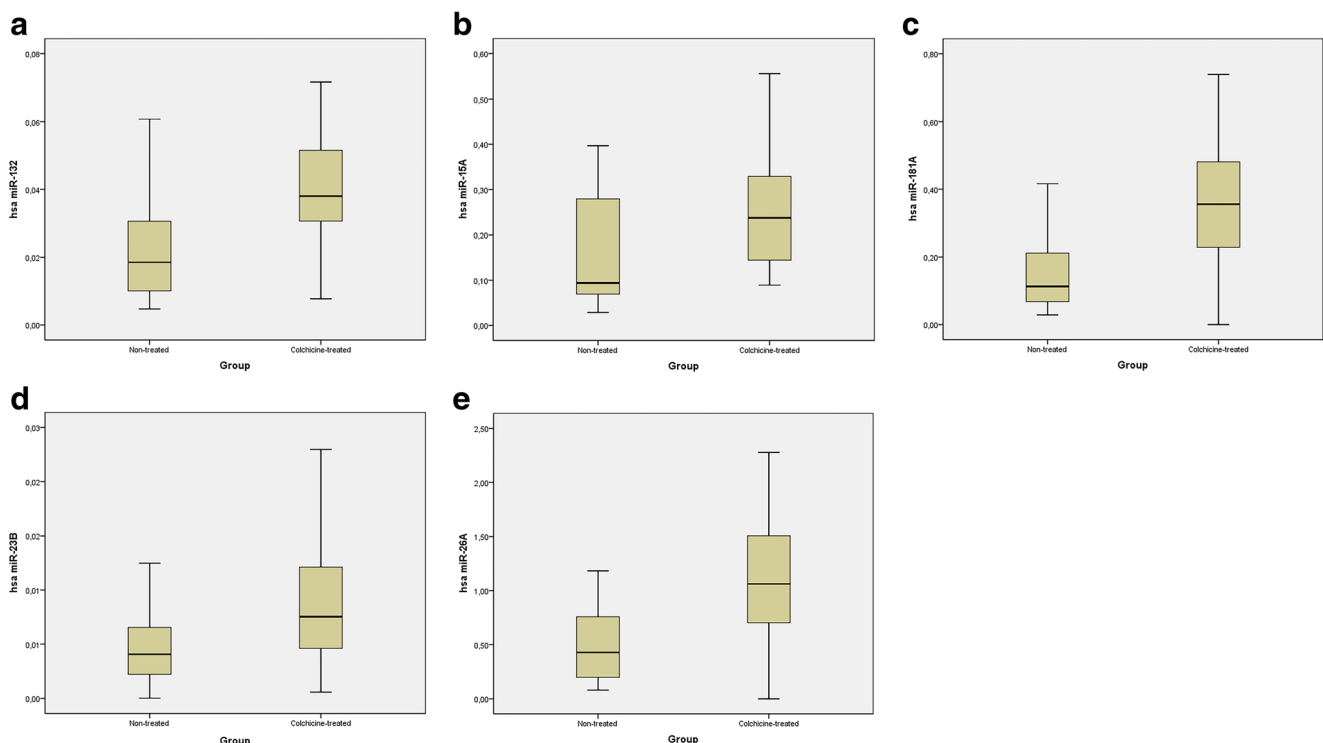 a
hsa miR-132
0,08
0,06
0,04
0,02
0,00
Non-treated Colchicine-treated
Group
b
hsa miR-15A
0,60
0,50
0,40
0,30
0,20
0,10
0,00
Non-treated Colchicine-treated
Group
c
hsa miR-181A
0,80
0,60
0,40
0,20
0,00
Non-treated Colchicine-treated
Group
d
hsa miR-23B
0,03
0,02
0,02
0,01
0,01
0,00
Non-treated Colchicine-treated
Group
e
hsa miR-26A
2,50
2,00
1,50
1,00
0,50
0,00
Non-treated Colchicine-treated
Group